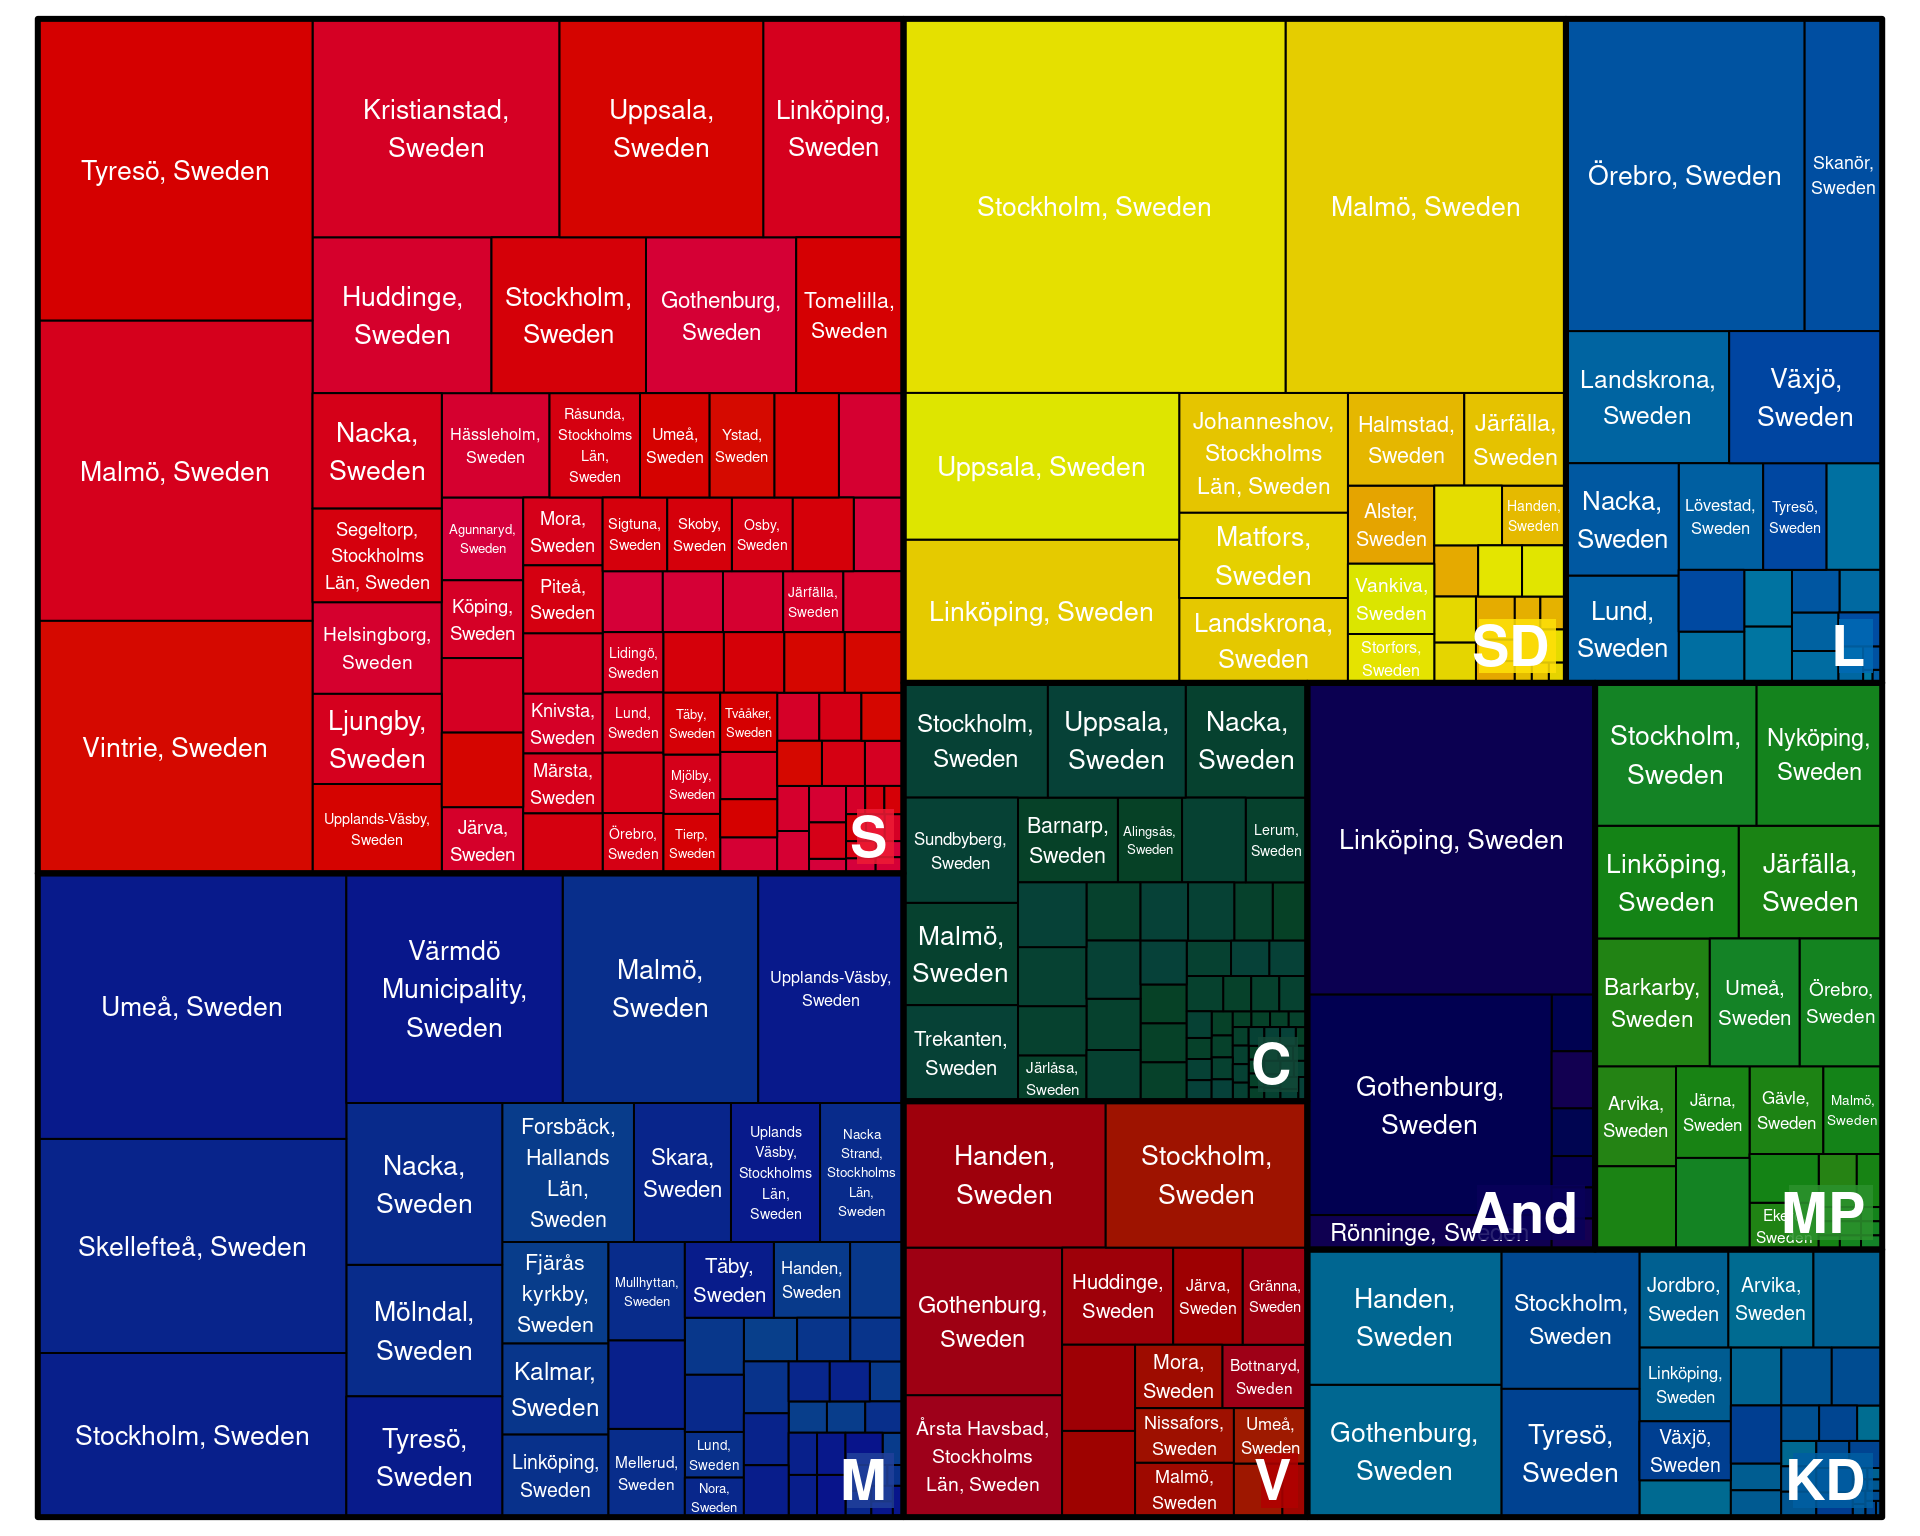 Tyresö, Sweden
Malmö, Sweden
Vintrie, Sweden
Kristianstad,
Sweden
Uppsala,
Sweden
Linköping,
Sweden
Huddinge,
Sweden
Stockholm,
Sweden
Gothenburg,
Sweden
Tomelilla,
Sweden
Nacka,
Sweden
Segeltorp,
Stockholms
Län, Sweden
Helsingborg,
Sweden
Ljungby,
Sweden
Upplands-Väsby,
Sweden
Hässleholm,
Sweden
Råsunda,
Stockholms
Län,
Sweden
Umeå,
Sweden
Ystad,
Sweden
Agunnaryd,
Sweden
Köping,
Sweden
Järva,
Sweden
Mora,
Sweden
Piteå,
Sweden
Knivsta,
Sweden
Märsta,
Sweden
Sigtuna,
Sweden
Skoby,
Sweden
Osby,
Sweden
Järfälla,
Sweden
Lidingö,
Sweden
Lund,
Sweden
Örebro,
Sweden
Täby,
Sweden
Mjölby,
Sweden
Tierp,
Sweden
Tvååker,
Sweden
S
Umeå, Sweden
Skellefteå, Sweden
Stockholm, Sweden
Värmdö
Municipality,
Sweden
Malmö,
Sweden
Upplands-Väsby,
Sweden
Nacka,
Sweden
Mölndal,
Sweden
Tyresö,
Sweden
Forsbäck,
Hallands
Län,
Sweden
Skara,
Sweden
Uplands
Väsby,
Stockholms
Län,
Sweden
Nacka
Strand,
Stockholms
Län,
Sweden
Fjärås
kyrkby,
Sweden
Kalmar,
Sweden
Linköping,
Sweden
Mullhyttan,
Sweden
Mellerud,
Sweden
Täby,
Sweden
Handen,
Sweden
Lund,
Sweden
Nora,
Sweden
M
Stockholm, Sweden
Malmö, Sweden
Uppsala, Sweden
Linköping, Sweden
Johanneshov,
Stockholms
Län, Sweden
Matfors,
Sweden
Landskrona,
Sweden
Halmstad,
Sweden
Järfälla,
Sweden
Alster,
Sweden
Handen,
Sweden
Vankiva,
Sweden
Storfors,
Sweden
SD
Örebro, Sweden
Skanör,
Sweden
Landskrona,
Sweden
Växjö,
Sweden
Nacka,
Sweden
Lund,
Sweden
Lövestad,
Sweden
Tyresö,
Sweden
L
Stockholm,
Sweden
Uppsala,
Sweden
Nacka,
Sweden
Sundbyberg,
Sweden
Malmö,
Sweden
Trekanten,
Sweden
Barnarp,
Sweden
Alingsås,
Sweden
Lerum,
Sweden
Järlåsa,
Sweden
C
Handen,
Sweden
Stockholm,
Sweden
Gothenburg,
Sweden
Årsta Havsbad,
Stockholms
Län, Sweden
Huddinge,
Sweden
Järva,
Sweden
Gränna,
Sweden
Mora,
Sweden
Bottnaryd,
Sweden
Nissafors,
Sweden
Umeå,
Sweden
Malmö,
Sweden
V
Linköping, Sweden
Gothenburg,
Sweden
Rönninge, Sweden
And
Stockholm,
Sweden
Nyköping,
Sweden
Linköping,
Sweden
Järfälla,
Sweden
Barkarby,
Sweden
Umeå,
Sweden
Örebro,
Sweden
Arvika,
Sweden
Järna,
Sweden
Gävle,
Sweden
Malmö,
Sweden
Sweden
MP
Handen,
Sweden
Gothenburg,
Sweden
Stockholm,
Sweden
Tyresö,
Sweden
Jordbro,
Sweden
Arvika,
Sweden
Linköping,
Sweden
Växjö,
Sweden
KD